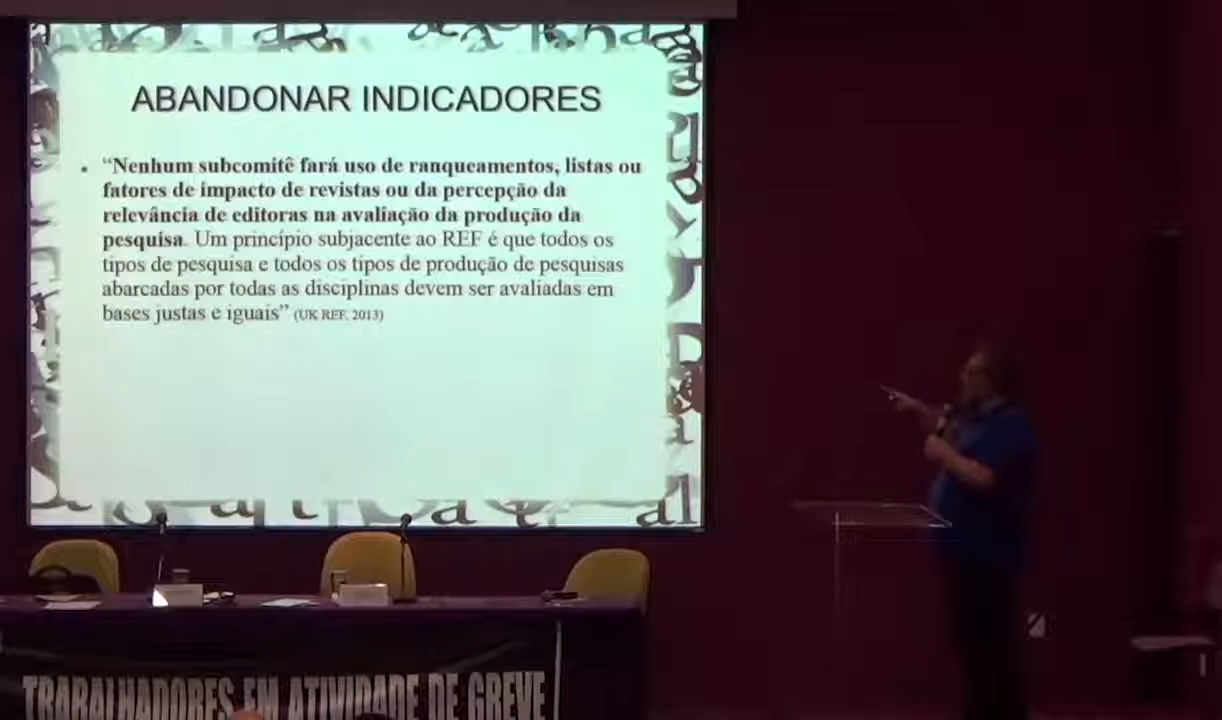 ABANDONAR INDICADORES
• “Nenhum subcomitê fará uso de ranqueamentos, listas ou
fatores de impacto de revistas ou da percepção da
relevância de editoras na avaliação da produção da
pesquisa. Um princípio subjacente ao REF é que todos os
tipos de pesquisa e todos os tipos de produção de pesquisas
abarcadas por todas as disciplinas devem ser avaliadas em
bases justas e iguais” (UK REF, 2013)
TRABALHADORES EM ATIVIDADE DE GREVE